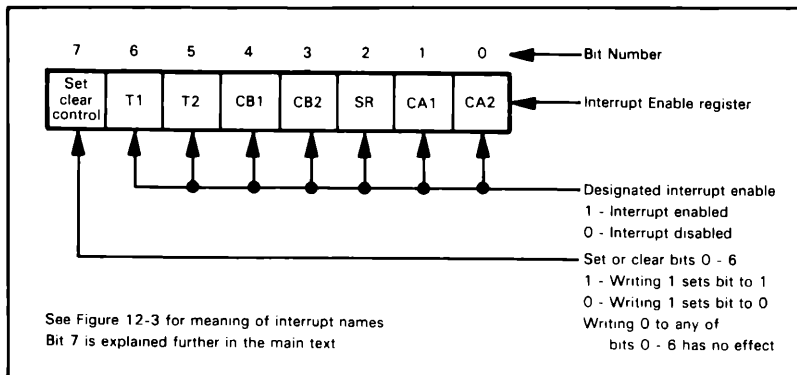 7 6 5 4 3 2 1 0 Bit Number
Set clear control T1 T2 CB1 CB2 SR CA1 CA2 Interrupt Enable register
Designated interrupt enable
1 - Interrupt enabled
0 - Interrupt disabled
Set or clear bits 0 - 6
1 - Writing 1 sets bit to 1
0 - Writing 1 sets bit to 0
Writing 0 to any of
bits 0 - 6 has no effect
See Figure 12-3 for meaning of interrupt names
Bit 7 is explained further in the main text